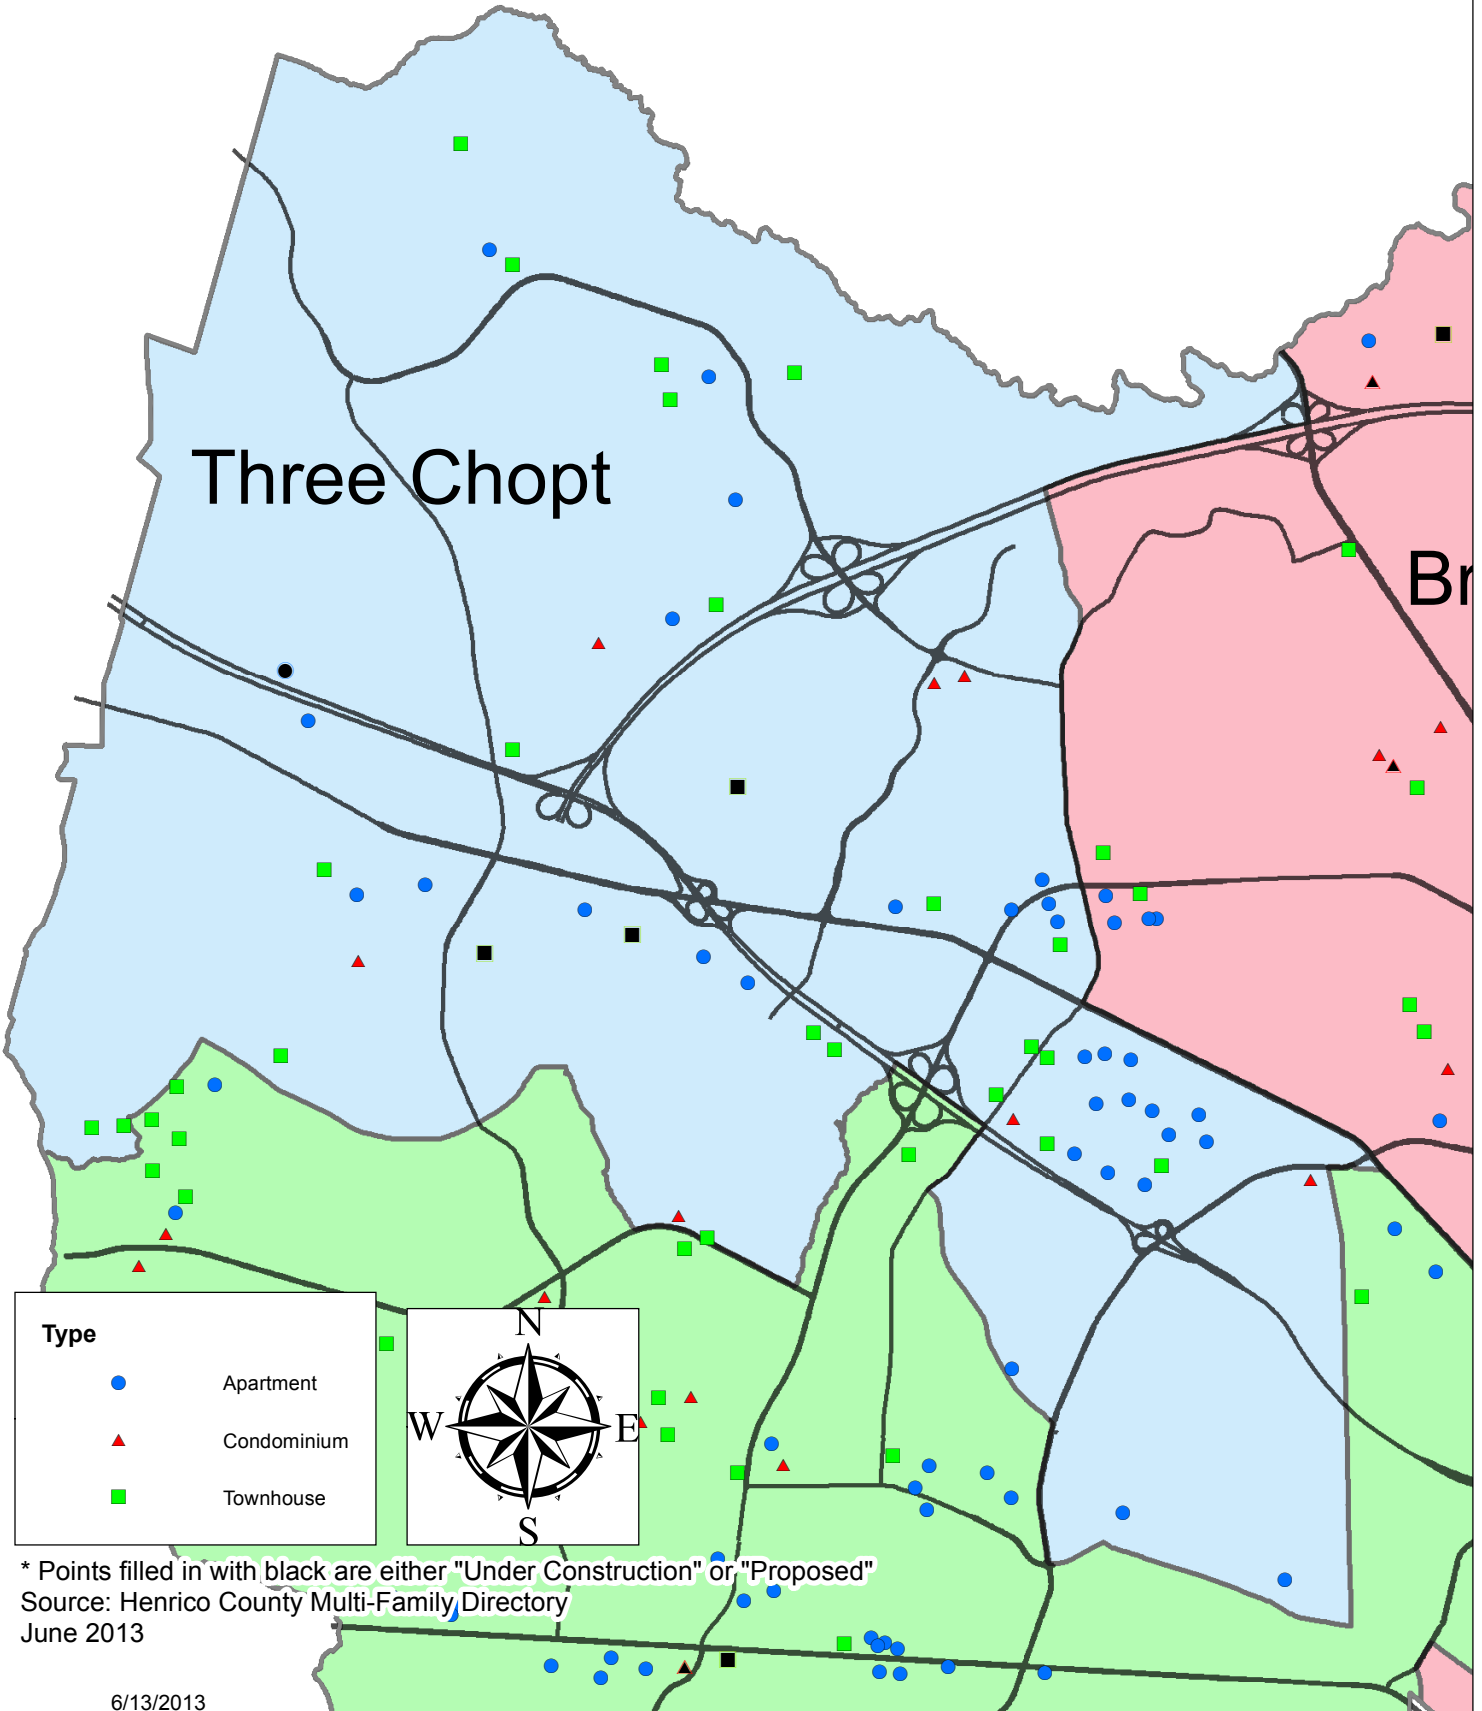 Three Chopt
Br
Type
Apartment
Condominium
Townhouse
N
W
E
S
* Points filled in with black are either "Under Construction" or "Proposed"
Source: Henrico County Multi-Family Directory
June 2013
6/13/2013